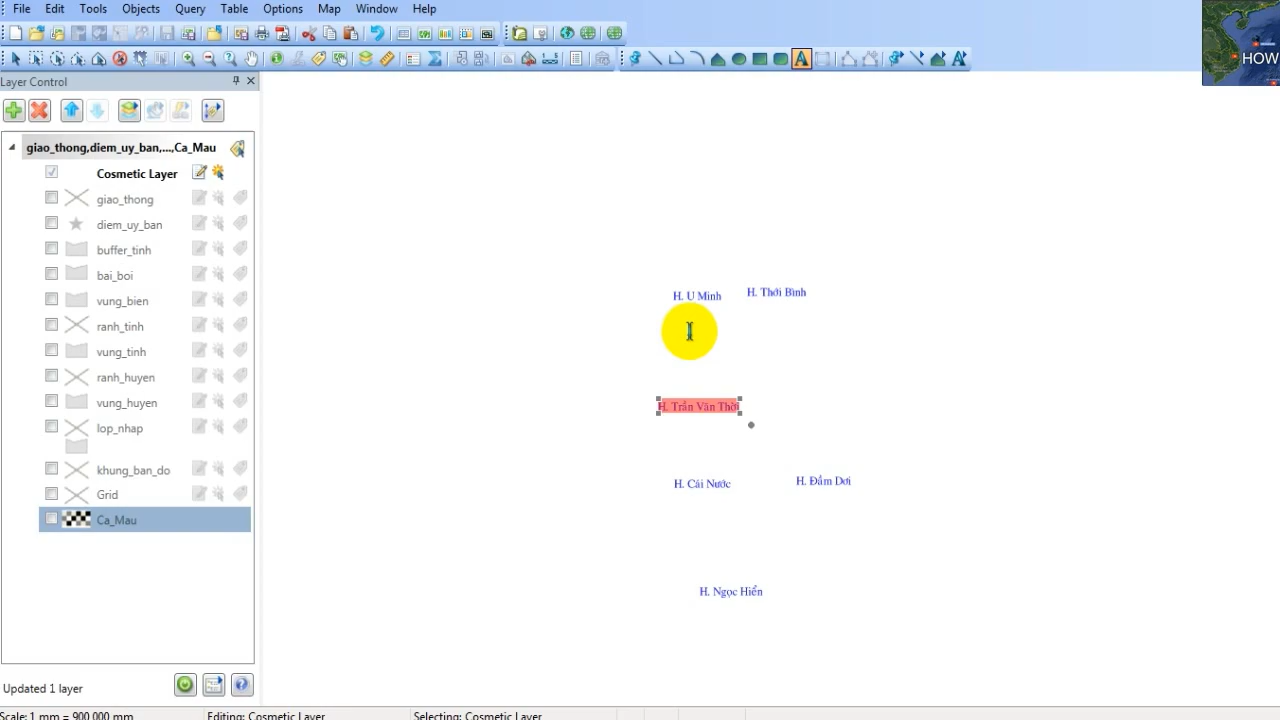 File Edit Tools Objects Query Table Options Map Window Help
HOW
Layer Control
giao_thong,diem_uy_ban,...,Ca_Mau
Cosmetic Layer
giao_thong
diem_uy_ban
buffer_tinh
bai_boi
vung_bien
ranh_tinh
vung_tinh
ranh_huyen
vung_huyen
lop_nhap
khung_ban_do
Grid
Ca_Mau
H. U Minh
H. Thới Bình
H. Trần Văn Thời
H. Cái Nước
H. Đầm Dơi
H. Ngọc Hiển
Updated 1 layer
Scale: 1 mm = 900,000 mm Editing: Cosmetic Layer Selecting: Cosmetic Layer